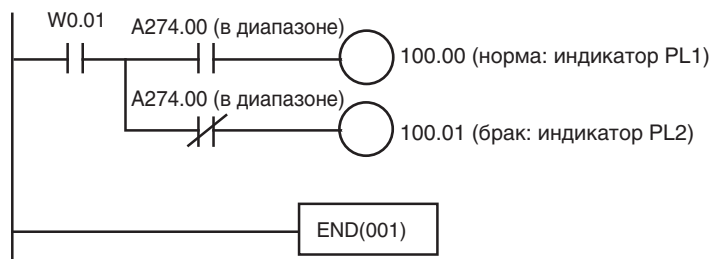 W0.01
A274.00 (в диапазоне)
100.00 (норма: индикатор PL1)
A274.00 (в диапазоне)
100.01 (брак: индикатор PL2)
END(001)